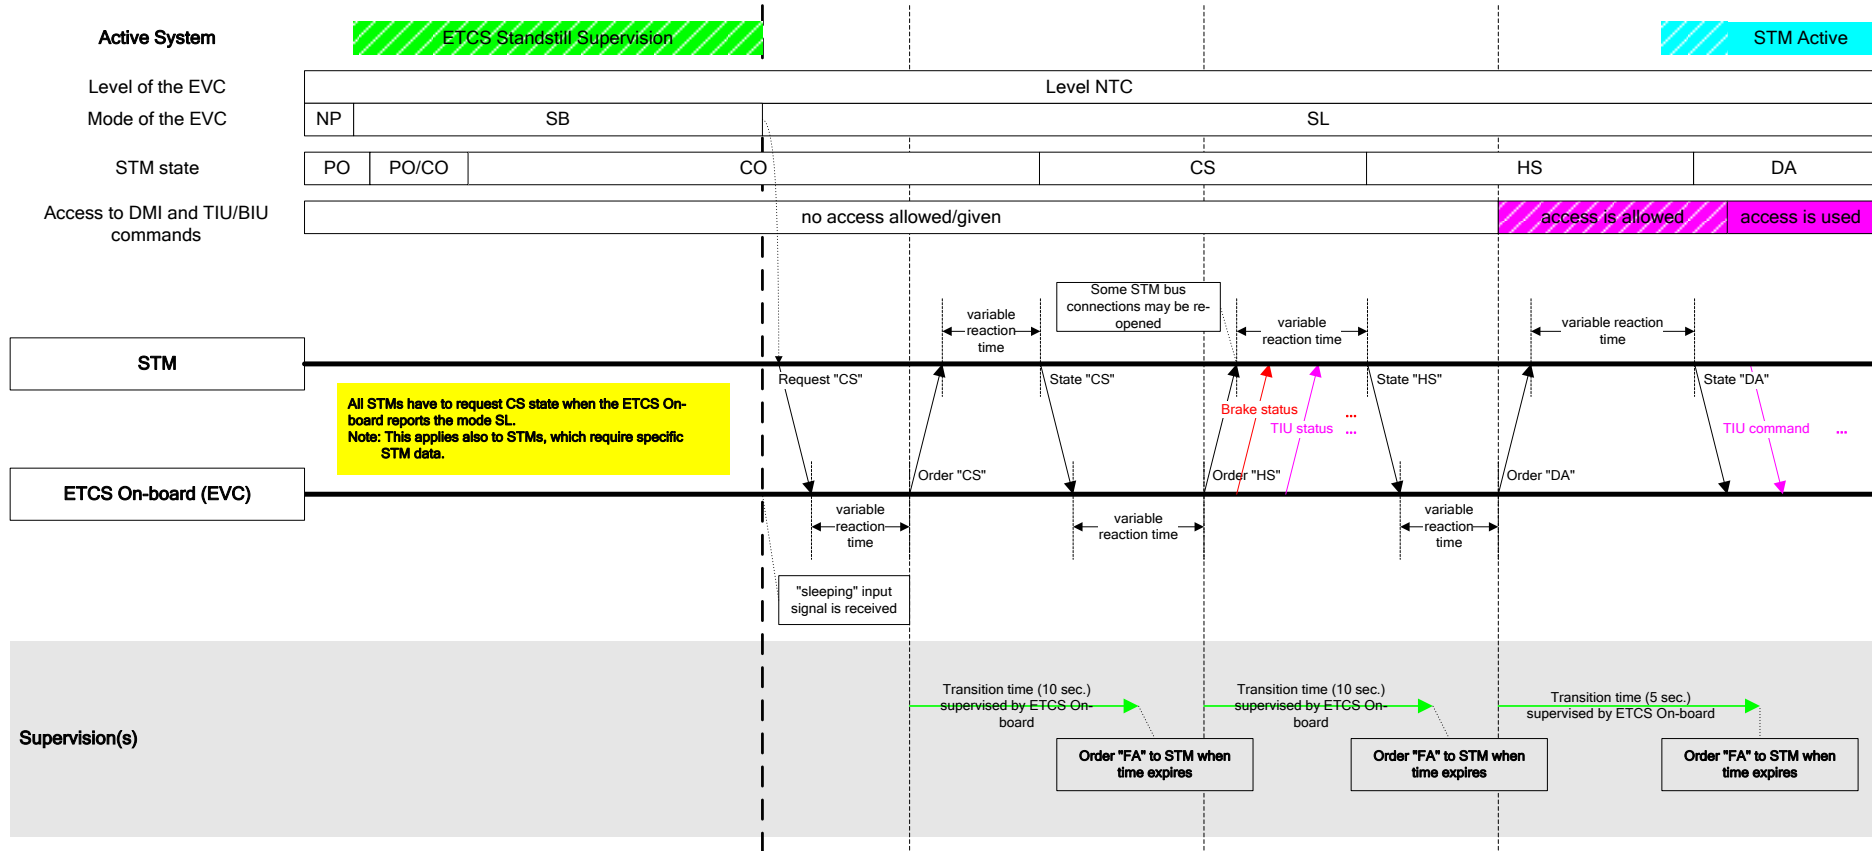 Active System
ETCS Standstill Supervision
STM Active
Level of the EVC
Level NTC
Mode of the EVC
NP
SB
SL
STM state
PO
PO/CO
CO
CS
HS
DA
Access to DMI and TIU/BIU
commands
no access allowed/given
access is allowed
access is used
Some STM bus
connections may be re-
opened
variable
reaction
time
variable
reaction time
variable reaction
time
STM
Request "CS"
State "CS"
State "HS"
State "DA"
All STMs have to request CS state when the ETCS On-
board reports the mode SL.
Note: This applies also to STMs, which require specific
STM data.
Brake status
...
TIU status
...
TIU command
...
ETCS On-board (EVC)
Order "CS"
Order "HS"
Order "DA"
variable
reaction
time
variable
reaction time
variable
reaction
time
"sleeping" input
signal is received
Supervision(s)
Transition time (10 sec.)
supervised by ETCS On-
board
Transition time (10 sec.)
supervised by ETCS On-
board
Transition time (5 sec.)
supervised by ETCS On-board
Order "FA" to STM when
time expires
Order "FA" to STM when
time expires
Order "FA" to STM when
time expires